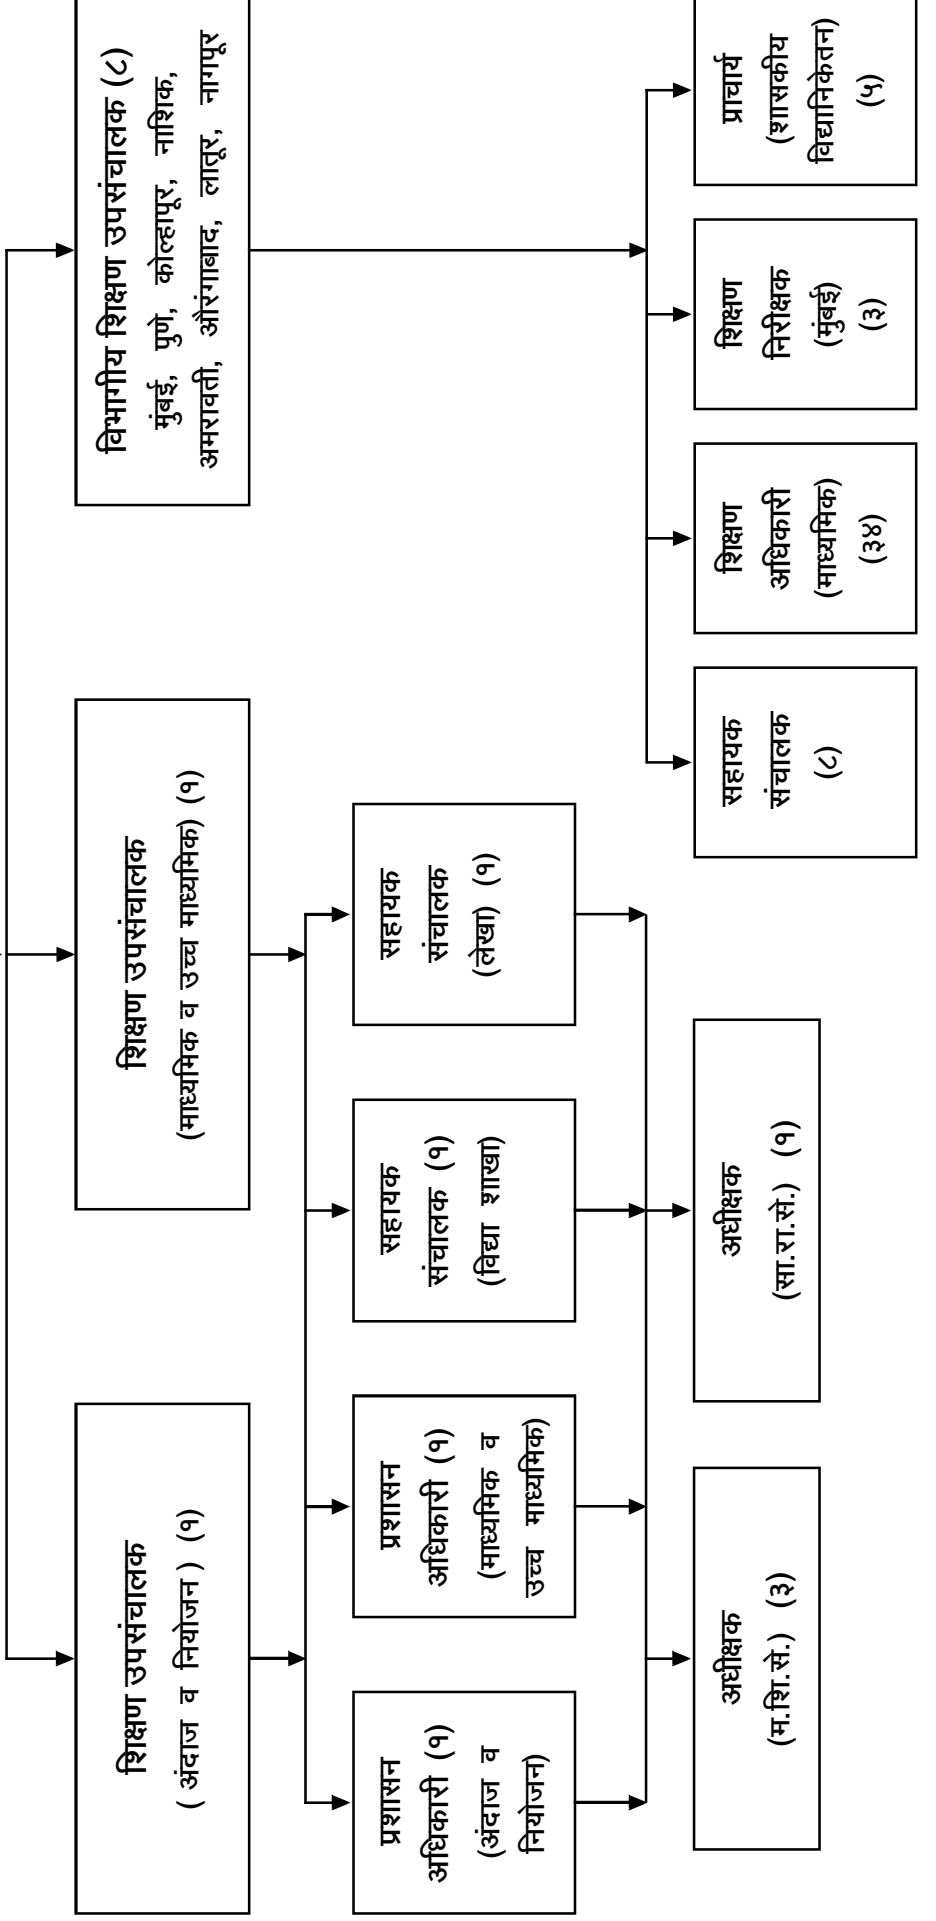 शिक्षण उपसंचालक
( अंदाज व नियोजन ) (१)
शिक्षण उपसंचालक
(माध्यमिक व उच्च माध्यमिक) (१)
विभागीय शिक्षण उपसंचालक (८)
मुंबई, पुणे, कोल्हापूर, नाशिक,
अमरावती, औरंगाबाद, लातूर, नागपूर
प्रशासन
अधिकारी (१)
(अंदाज व
नियोजन)
प्रशासन
अधिकारी (१)
(माध्यमिक व
उच्च माध्यमिक)
सहायक
संचालक (१)
(विद्या शाखा)
सहायक
संचालक
(लेखा) (१)
अधीक्षक
(म.शि.से.) (३)
अधीक्षक
(सा.रा.से.) (१)
सहायक
संचालक
(८)
शिक्षण
अधिकारी
(माध्यमिक)
(३४)
शिक्षण
निरीक्षक
(मुंबई)
(३)
प्राचार्य
(शासकीय
विद्यानिकेतन)
(५)